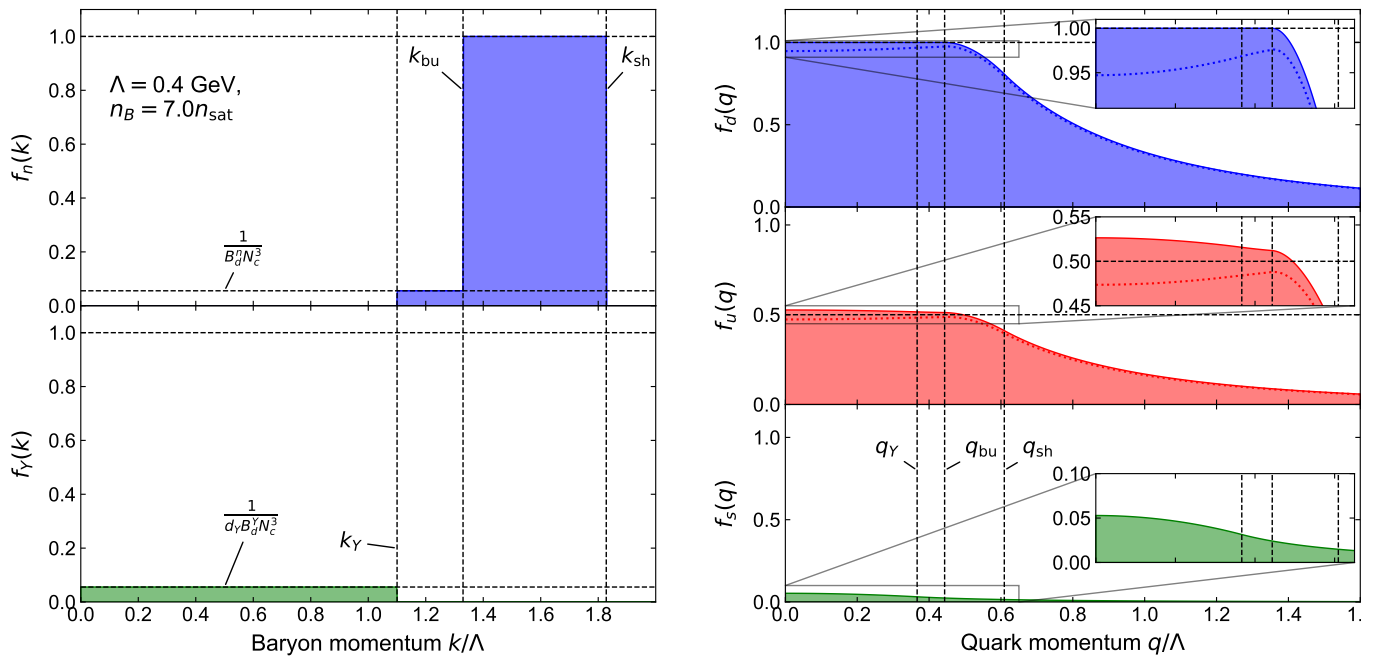 1.0
0.8
0.6
0.4
0.2
0.0
f_n(k)
Λ = 0.4 GeV,
n_B = 7.0n_sat
k_bu
k_sh
1/(B_d^n N_c^3)
1.0
0.8
0.6
0.4
0.2
0.0
f_Y(k)
1/(d_Y B_d^Y N_c^3)
k_Y
0.0 0.2 0.4 0.6 0.8 1.0 1.2 1.4 1.6 1.8
Baryon momentum k/Λ
1.0
0.5
0.0
f_d(q)
1.00
0.95
1.0
0.5
0.0
f_u(q)
0.55
0.50
0.45
1.0
0.5
0.0
f_s(q)
q_Y
q_bu
q_sh
0.10
0.05
0.00
0.0 0.2 0.4 0.6 0.8 1.0 1.2 1.4 1.
Quark momentum q/Λ